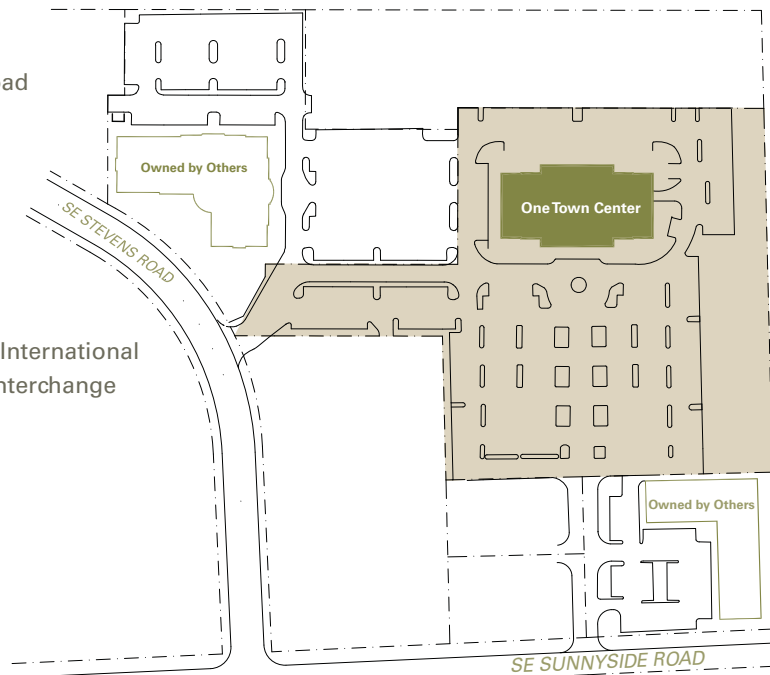 ad
Owned by Others
One Town Center
SE STEVENS ROAD
International
nterchange
Owned by Others
SE SUNNYSIDE ROAD